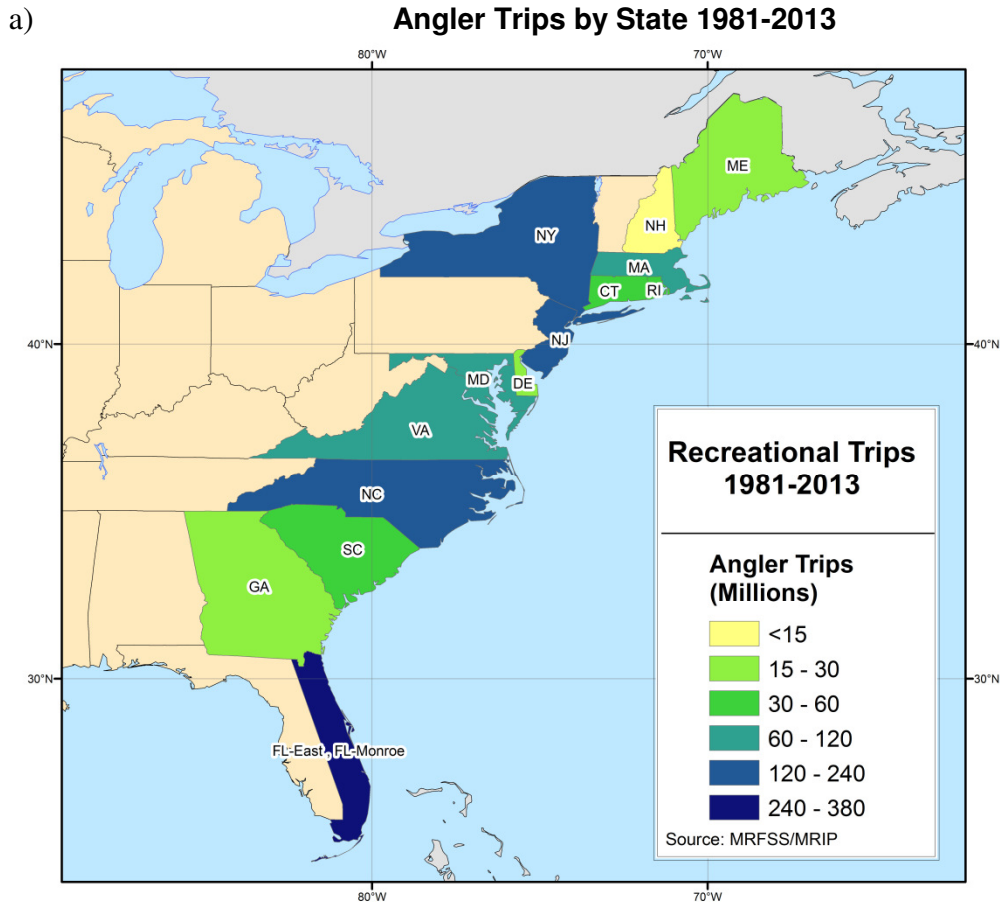 a)
Angler Trips by State 1981-2013
80°W
70°W
ME
NH
NY
MA
CT
RI
40°N
NJ
40°N
MD
DE
VA
NC
SC
GA
30°N
30°N
FL-East , FL-Monroe
Recreational Trips
1981-2013
Angler Trips
(Millions)
<15
15 - 30
30 - 60
60 - 120
120 - 240
240 - 380
Source: MRFSS/MRIP
80°W
70°W